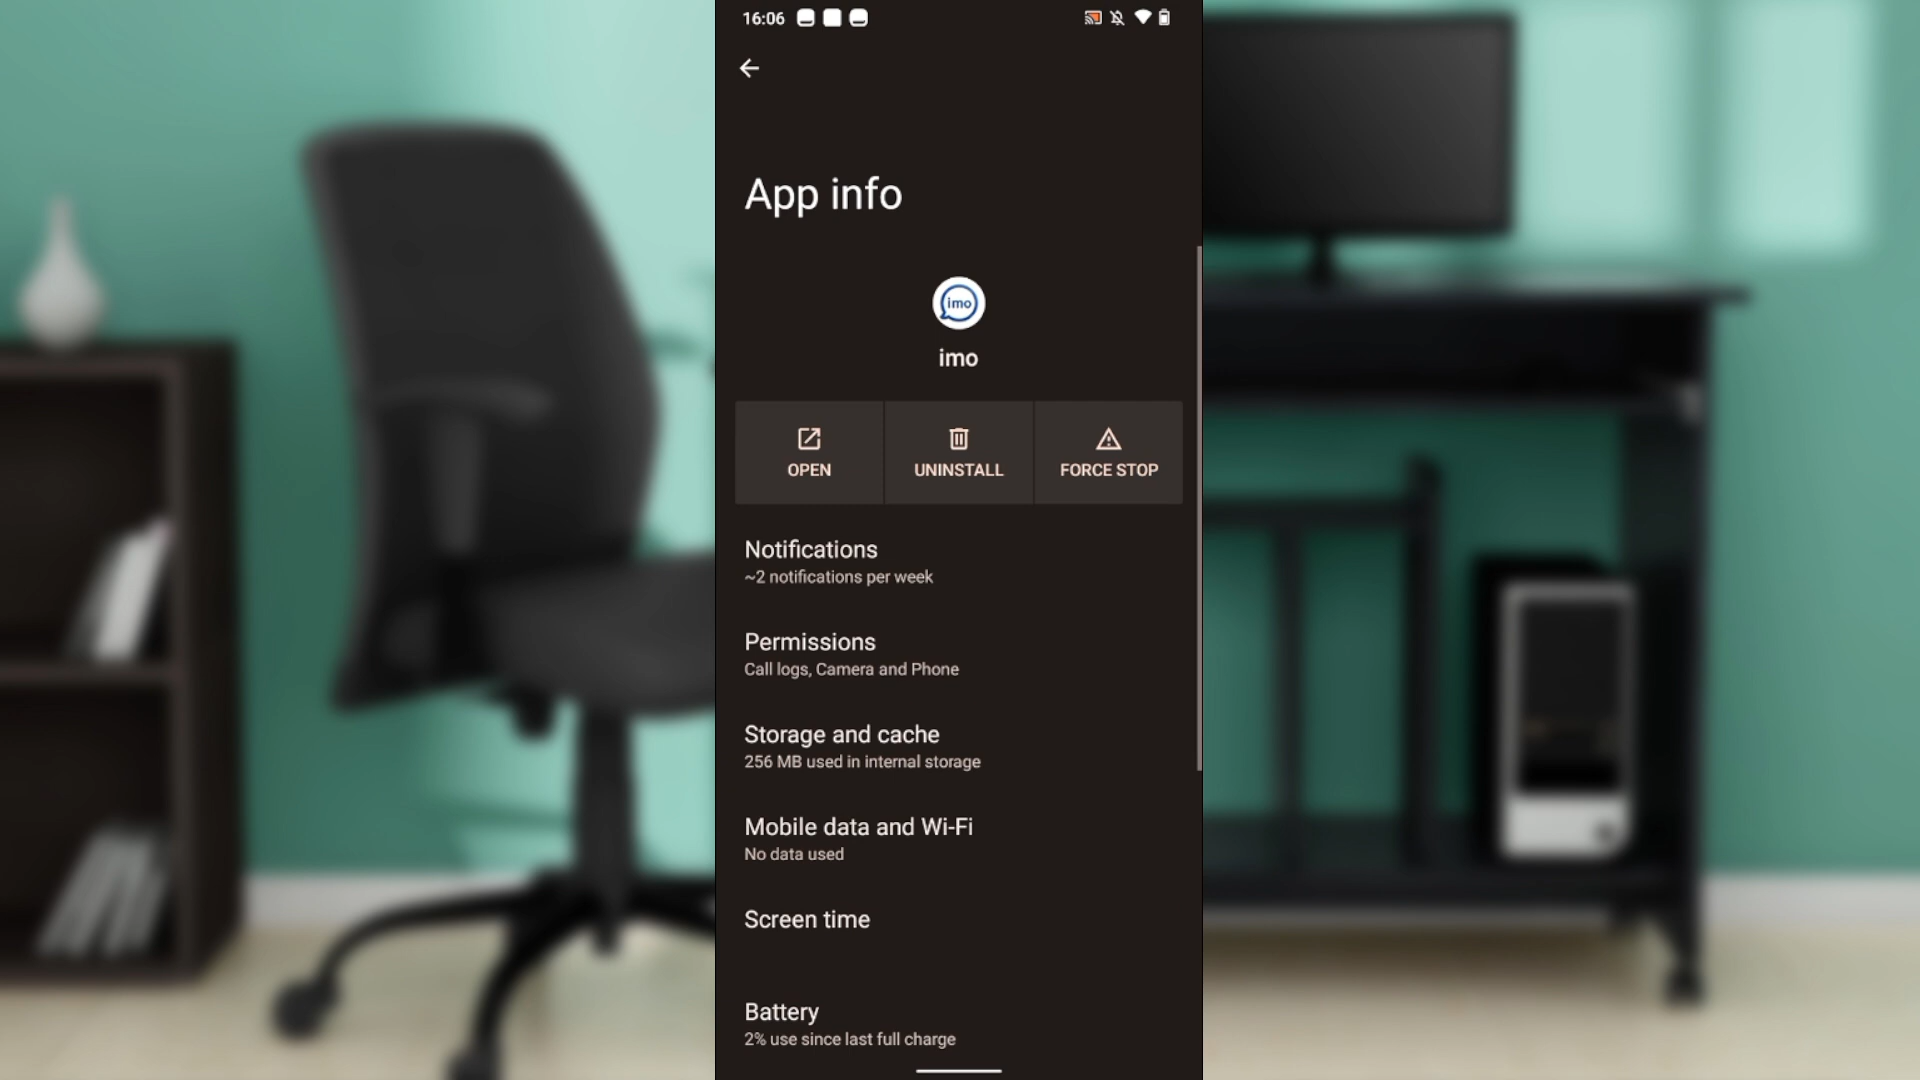 16:06
App info
imo
imo
OPEN
UNINSTALL
FORCE STOP
Notifications
~2 notifications per week
Permissions
Call logs, Camera and Phone
Storage and cache
256 MB used in internal storage
Mobile data and Wi-Fi
No data used
Screen time
Battery
2% use since last full charge